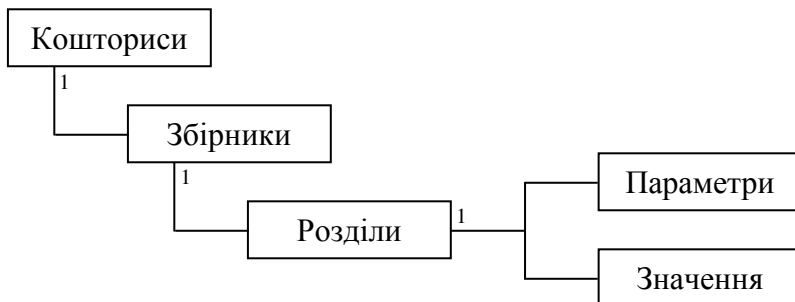 Кошториси
1
Збірники
1
Розділи
1
Параметри
Значення